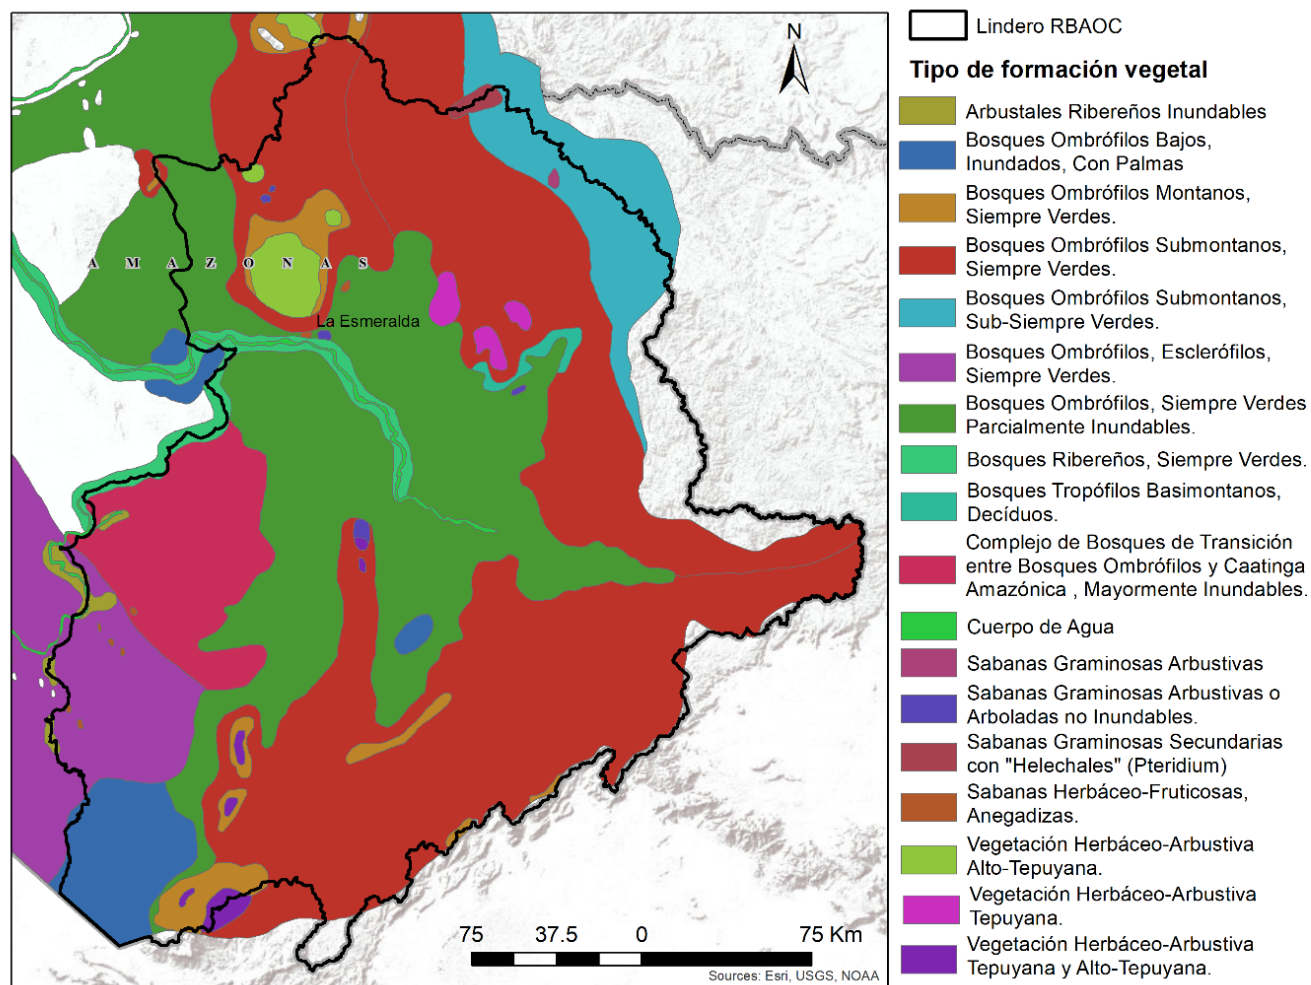 N
A M A Z O N A S
La Esmeralda
75 37.5 0 75 Km
Sources: Esri, USGS, NOAA
Lindero RBAOC
Tipo de formación vegetal
Arbustales Ribereños Inundables
Bosques Ombrófilos Bajos,
Inundados, Con Palmas
Bosques Ombrófilos Montanos,
Siempre Verdes.
Bosques Ombrófilos Submontanos,
Siempre Verdes.
Bosques Ombrófilos Submontanos,
Sub-Siempre Verdes.
Bosques Ombrófilos, Esclerófilos,
Siempre Verdes.
Bosques Ombrófilos, Siempre Verdes
Parcialmente Inundables.
Bosques Ribereños, Siempre Verdes.
Bosques Tropófilos Basimontanos,
Decíduos.
Complejo de Bosques de Transición
entre Bosques Ombrófilos y Caatinga
Amazónica , Mayormente Inundables.
Cuerpo de Agua
Sabanas Graminosas Arbustivas
Sabanas Graminosas Arbustivas o
Arboladas no Inundables.
Sabanas Graminosas Secundarias
con "Helechales" (Pteridium)
Sabanas Herbáceo-Fruticosas,
Anegadizas.
Vegetación Herbáceo-Arbustiva
Alto-Tepuyana.
Vegetación Herbáceo-Arbustiva
Tepuyana.
Vegetación Herbáceo-Arbustiva
Tepuyana y Alto-Tepuyana.